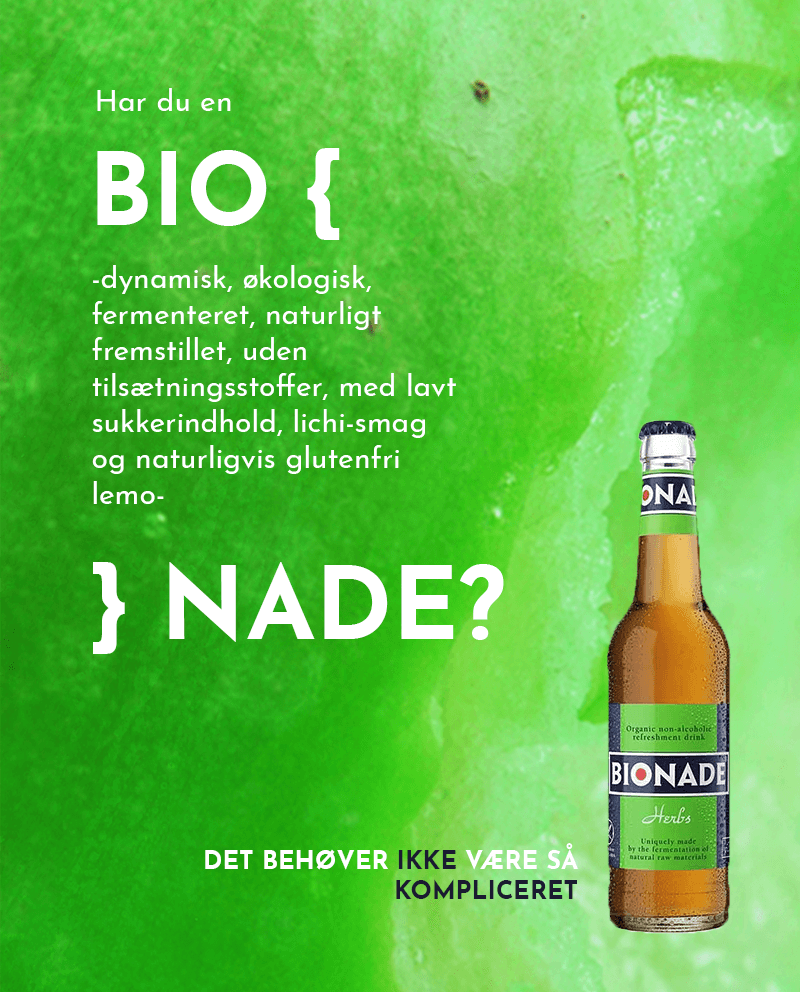 Har du en
BIO {
-dynamisk, økologisk,
fermenteret, naturligt
fremstillet, uden
tilsætningsstoffer, med lavt
sukkerindhold, lichi-smag
og naturligvis glutenfri
lemo-
} NADE?
ONA
Organic non-alcoholic
refreshment drink
BIONADE
Herbs
Uniquely made
by the fermentation of
natural raw materials
DET BEHØVER IKKE VÆRE SÅ
KOMPLICERET